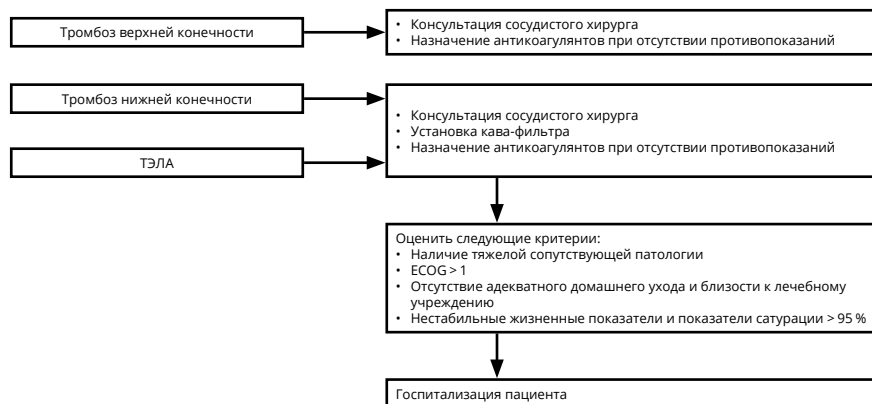 Тромбоз верхней конечности
• Консультация сосудистого хирурга
• Назначение антикоагулянтов при отсутствии противопоказаний
Тромбоз нижней конечности
ТЭЛА
• Консультация сосудистого хирурга
• Установка кава-фильтра
• Назначение антикоагулянтов при отсутствии противопоказаний
Оценить следующие критерии:
• Наличие тяжелой сопутствующей патологии
• ECOG > 1
• Отсутствие адекватного домашнего ухода и близости к лечебному
учреждению
• Нестабильные жизненные показатели и показатели сатурации > 95 %
Госпитализация пациента